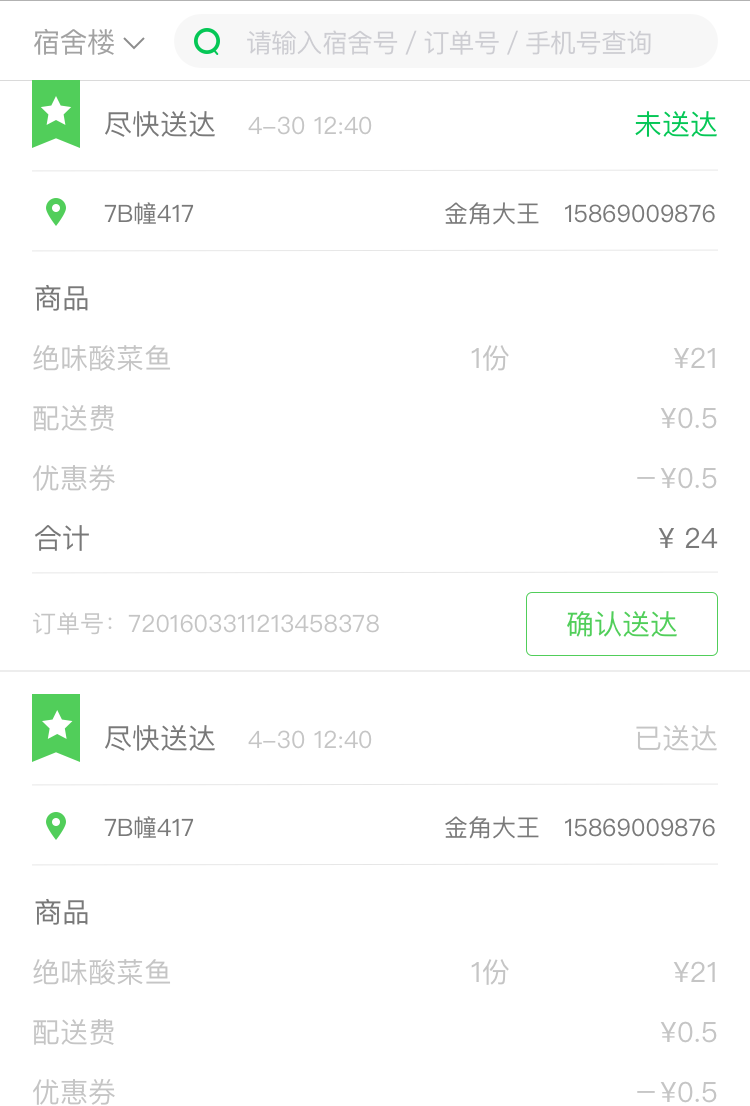 宿舍楼 请输入宿舍号 / 订单号 / 手机号查询
尽快送达 4-30 12:40 未送达
7B幢417 金角大王 15869009876
商品
绝味酸菜鱼 1份 ¥21
配送费 ¥0.5
优惠券 -¥0.5
合计 ¥ 24
订单号: 7201603311213458378 确认送达
尽快送达 4-30 12:40 已送达
7B幢417 金角大王 15869009876
商品
绝味酸菜鱼 1份 ¥21
配送费 ¥0.5
优惠券 -¥0.5